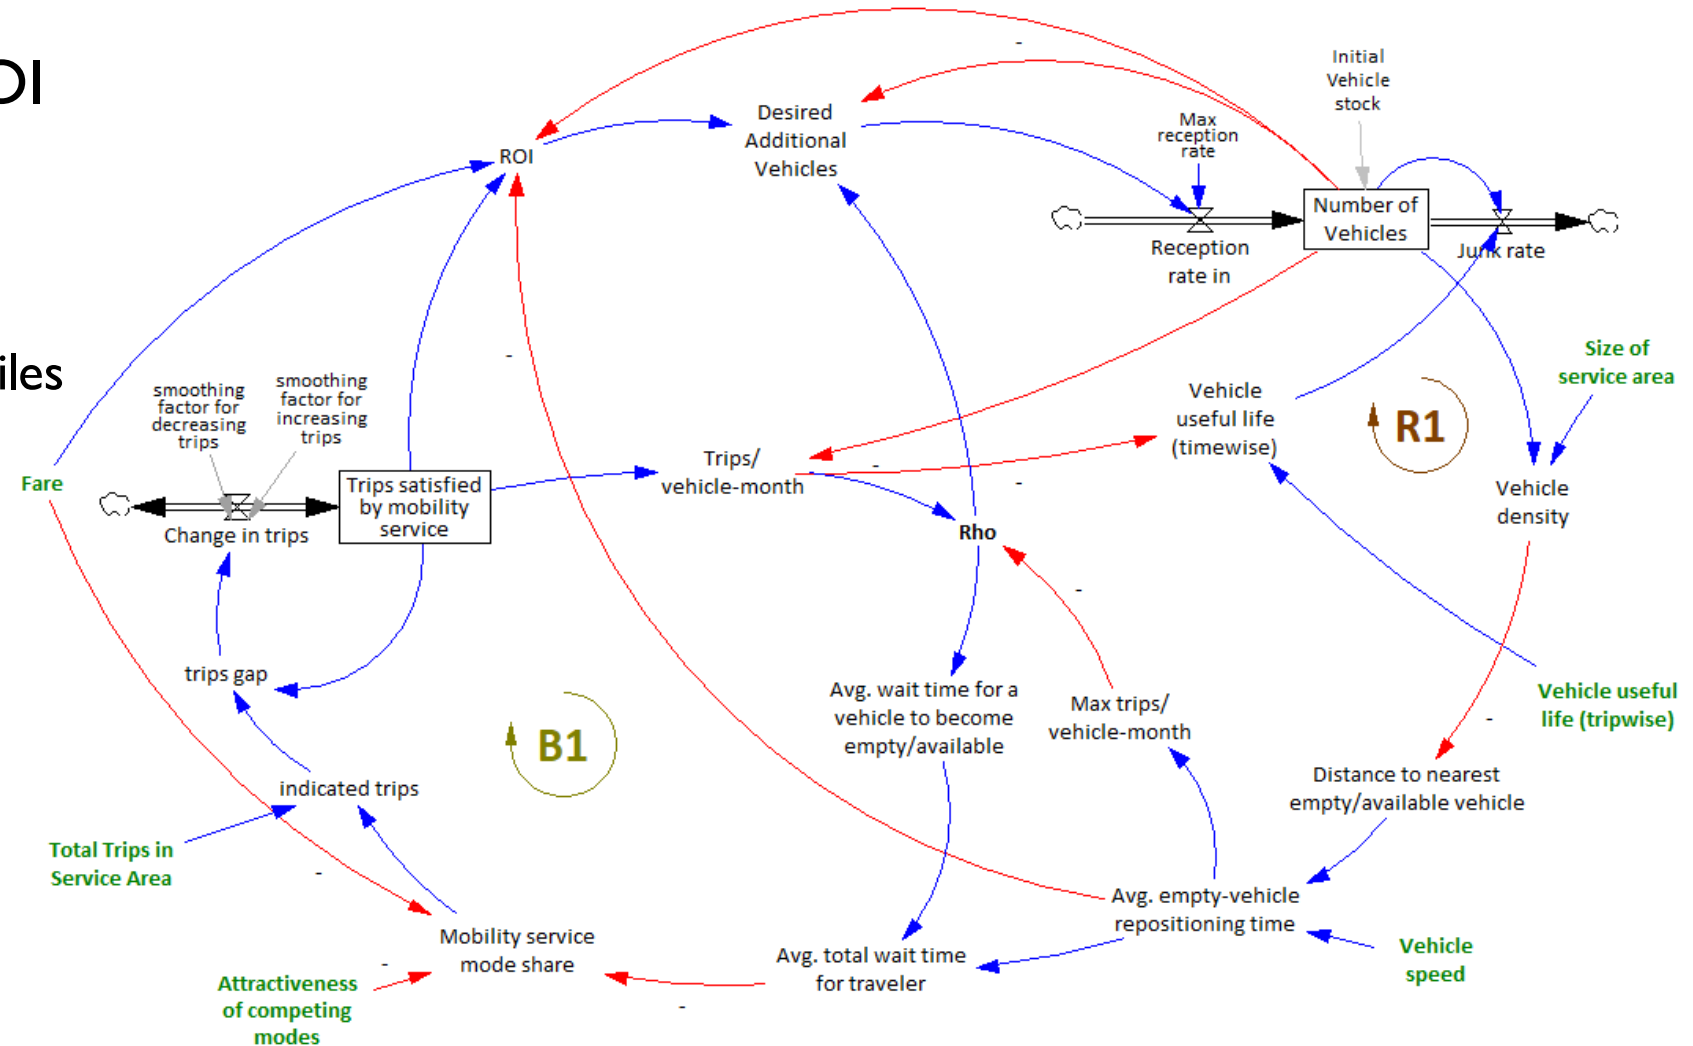 OI
iles
Initial
Vehicle
stock
Desired
Additional
Vehicles
Max
reception
rate
ROI
Number of
Vehicles
Reception
rate in
Junk rate
Size of
service area
smoothing
factor for
decreasing
trips
smoothing
factor for
increasing
trips
Vehicle
useful life
(timewise)
R1
Fare
Trips satisfied
by mobility
service
Change in trips
Trips/
vehicle-month
Rho
Vehicle
density
trips gap
Avg. wait time for a
vehicle to become
empty/available
Max trips/
vehicle-month
Vehicle useful
life (tripwise)
B1
indicated trips
Distance to nearest
empty/available vehicle
Total Trips in
Service Area
Avg. empty-vehicle
repositioning time
Mobility service
mode share
Avg. total wait time
for traveler
Vehicle
speed
Attractiveness
of competing
modes
-
-
-
-
-
-
-
-
-